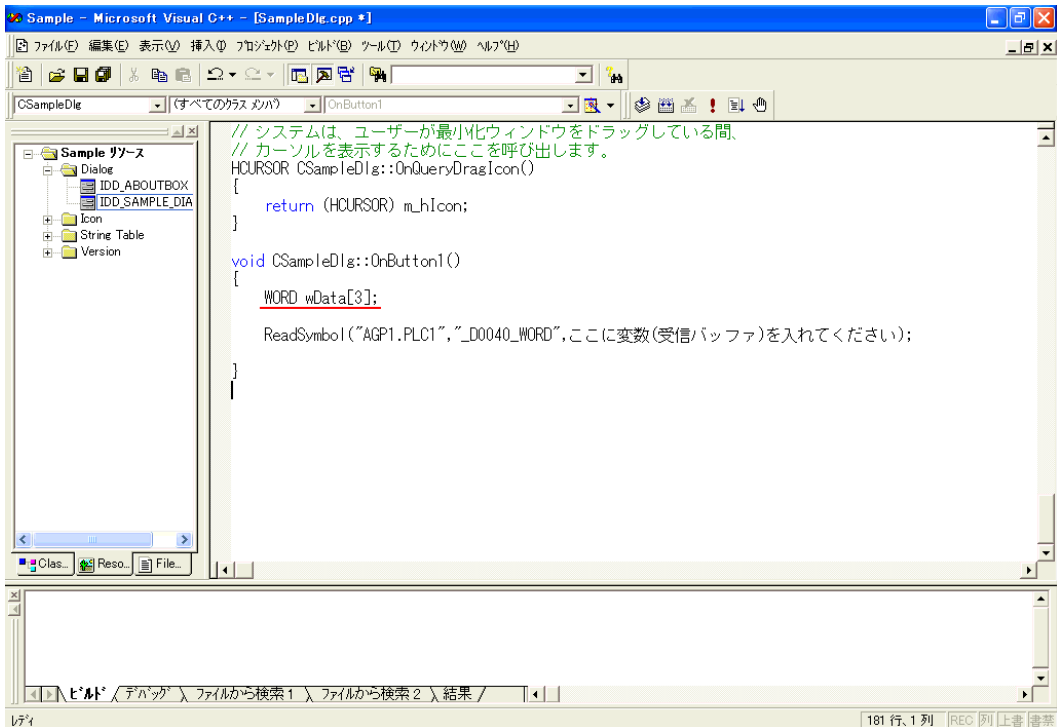 Sample - Microsoft Visual C++ - [SampleDlg.cpp *]
ファイル(F) 編集(E) 表示(V) 挿入(I) プロジェクト(P) ビルド(B) ツール(T) ウィンドウ(W) ヘルプ(H)
CSampleDlg (すべてのクラス メンバ) OnButton1
Sample リソース
Dialog
IDD_ABOUTBOX
IDD_SAMPLE_DIA
Icon
String Table
Version
// システムは、ユーザーが最小化ウィンドウをドラッグしている間、
// カーソルを表示するためにここを呼び出します。
HCURSOR CSampleDlg::OnQueryDragIcon()
{
return (HCURSOR) m_hIcon;
}
void CSampleDlg::OnButton1()
{
WORD wData[3];
ReadSymbol("AGP1.PLC1","_D0040_WORD",ここに変数(受信バッファ)を入れてください);
}
Clas... Reso... File...
ビルド デバッグ ファイルから検索1 ファイルから検索2 結果
レディ 181 行、1 列 REC 列 上書 書禁